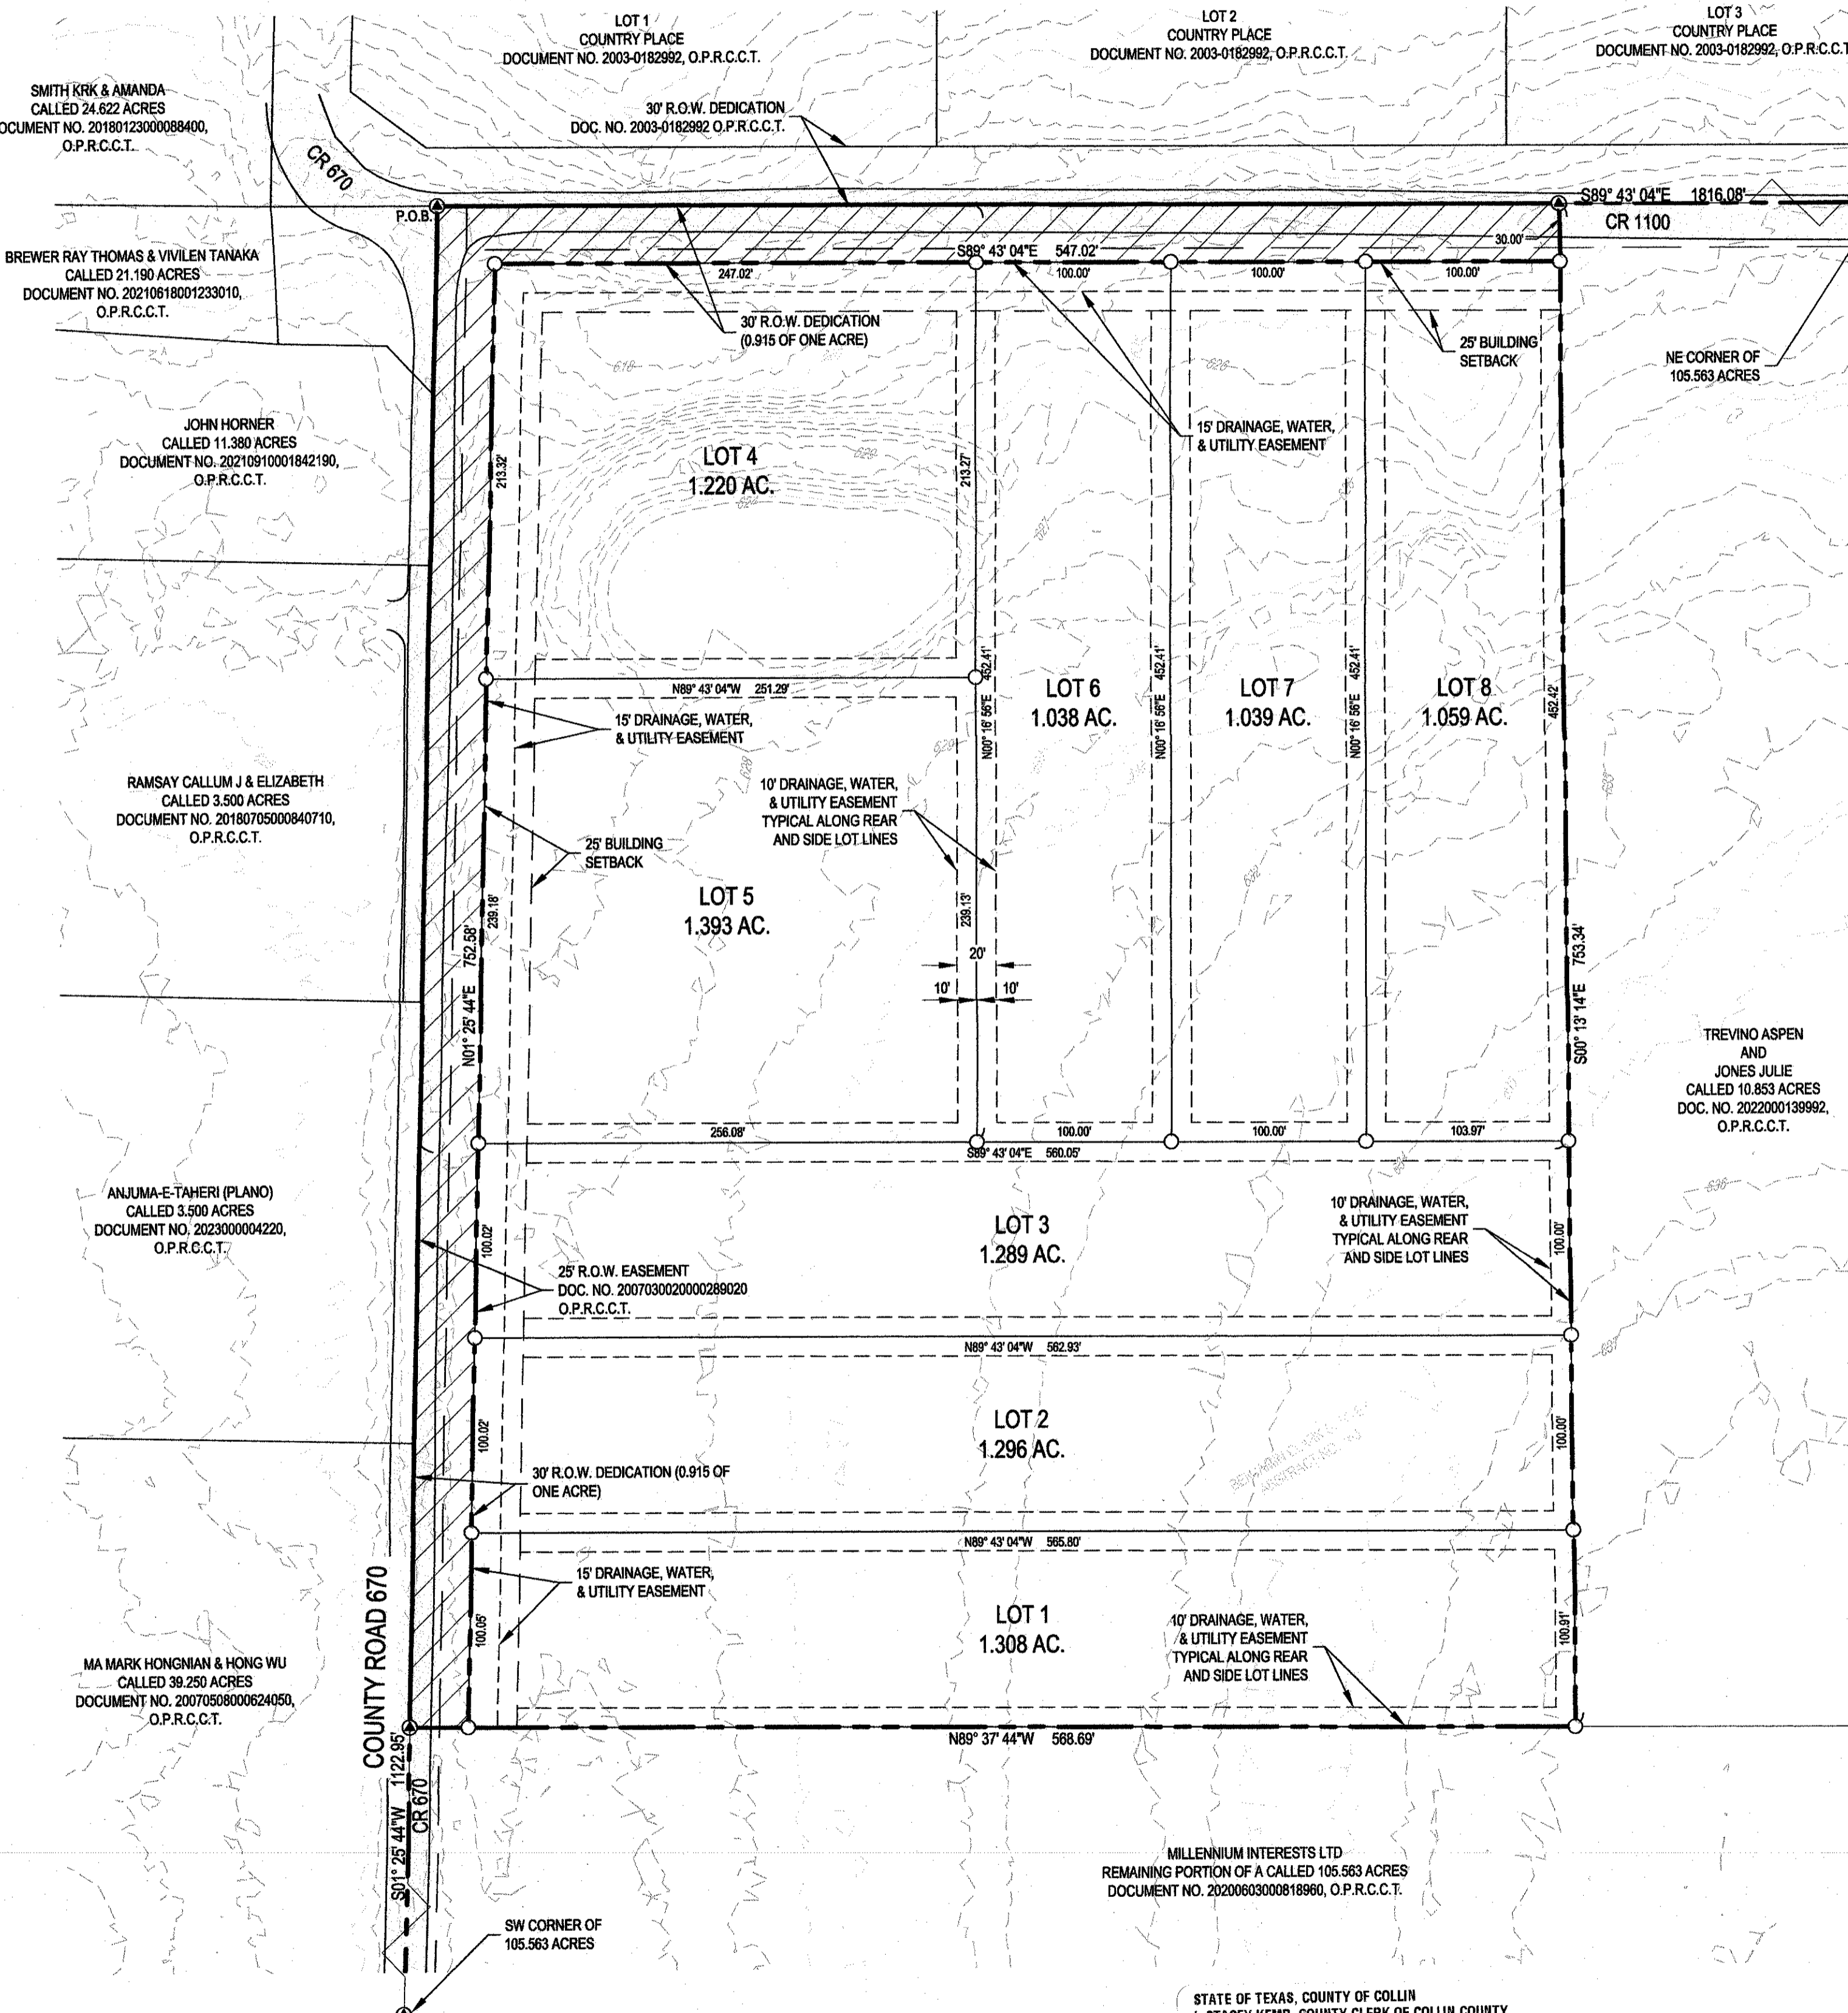 LOT 1
COUNTRY PLACE
DOCUMENT NO. 2003-0182992, O.P.R.C.C.T.
LOT 2
COUNTRY PLACE
DOCUMENT NO. 2003-0182992, O.P.R.C.C.T.
LOT 3
COUNTRY PLACE
DOCUMENT NO. 2003-0182992, O.P.R.C.C.T
SMITH KRK & AMANDA
CALLED 24.622 ACRES
OCUMENT NO. 20180123000088400,
O.P.R.C.C.T.
30' R.O.W. DEDICATION
DOC. NO. 2003-0182992 O.P.R.C.C.T.
CR 670
P.O.B.
S89° 43' 04"E 1816.08'
CR 1100
30.00'
BREWER RAY THOMAS & VIVILEN TANAKA
CALLED 21.190 ACRES
DOCUMENT NO. 20210618001233010,
O.P.R.C.C.T.
S89° 43' 04"E 547.02'
247.02'
100.00'
100.00'
100.00'
30' R.O.W. DEDICATION
(0.915 OF ONE ACRE)
25' BUILDING
SETBACK
NE CORNER OF
105.563 ACRES
618
626
JOHN HORNER
CALLED 11.380 ACRES
DOCUMENT NO. 20210910001842190,
O.P.R.C.C.T.
15' DRAINAGE, WATER,
& UTILITY EASEMENT
LOT 4
1.220 AC.
213.32'
213.27'
627
N89° 43' 04"W 251.29'
452.41'
452.41'
452.41'
452.42'
N00° 16' 56"E
N00° 16' 56"E
N00° 16' 56"E
LOT 6
1.038 AC.
LOT 7
1.039 AC.
LOT 8
1.059 AC.
15' DRAINAGE, WATER,
& UTILITY EASEMENT
628
RAMSAY CALLUM J & ELIZABETH
CALLED 3.500 ACRES
DOCUMENT NO. 20180705000840710,
O.P.R.C.C.T.
10' DRAINAGE, WATER,
& UTILITY EASEMENT
TYPICAL ALONG REAR
AND SIDE LOT LINES
25' BUILDING
SETBACK
LOT 5
1.393 AC.
239.18'
239.13'
20'
10'
10'
632
N01° 25' 44"E 752.58'
S00° 13' 14"E 753.34'
TREVINO ASPEN
AND
JONES JULIE
CALLED 10.853 ACRES
DOC. NO. 2022000139992,
O.P.R.C.C.T.
256.08'
100.00'
100.00'
103.97'
S89° 43' 04"E 560.05'
ANJUMA-E-TAHERI (PLANO)
CALLED 3.500 ACRES
DOCUMENT NO. 2023000004220,
O.P.R.C.C.T.
100.02'
LOT 3
1.289 AC.
10' DRAINAGE, WATER,
& UTILITY EASEMENT
TYPICAL ALONG REAR
AND SIDE LOT LINES
100.00'
636
25' R.O.W. EASEMENT
DOC. NO. 2007030020000289020
O.P.R.C.C.T.
N89° 43' 04"W 562.93'
637
100.02'
LOT 2
1.296 AC.
100.00'
30' R.O.W. DEDICATION (0.915 OF
ONE ACRE)
N89° 43' 04"W 565.80'
15' DRAINAGE, WATER,
& UTILITY EASEMENT
100.05'
LOT 1
1.308 AC.
10' DRAINAGE, WATER,
& UTILITY EASEMENT
TYPICAL ALONG REAR
AND SIDE LOT LINES
100.91'
COUNTY ROAD 670
MA MARK HONGNIAN & HONG WU
CALLED 39.250 ACRES
DOCUMENT NO. 20070508000624050,
O.P.R.C.C.T.
N89° 37' 44"W 568.69'
S01° 25' 44"W 1122.95'
CR 670
MILLENNIUM INTERESTS LTD
REMAINING PORTION OF A CALLED 105.563 ACRES
DOCUMENT NO. 20200603000818960, O.P.R.C.C.T.
SW CORNER OF
105.563 ACRES
STATE OF TEXAS, COUNTY OF COLLIN
STACEY KEMP, COUNTY CLERK OF COLLIN COUNTY